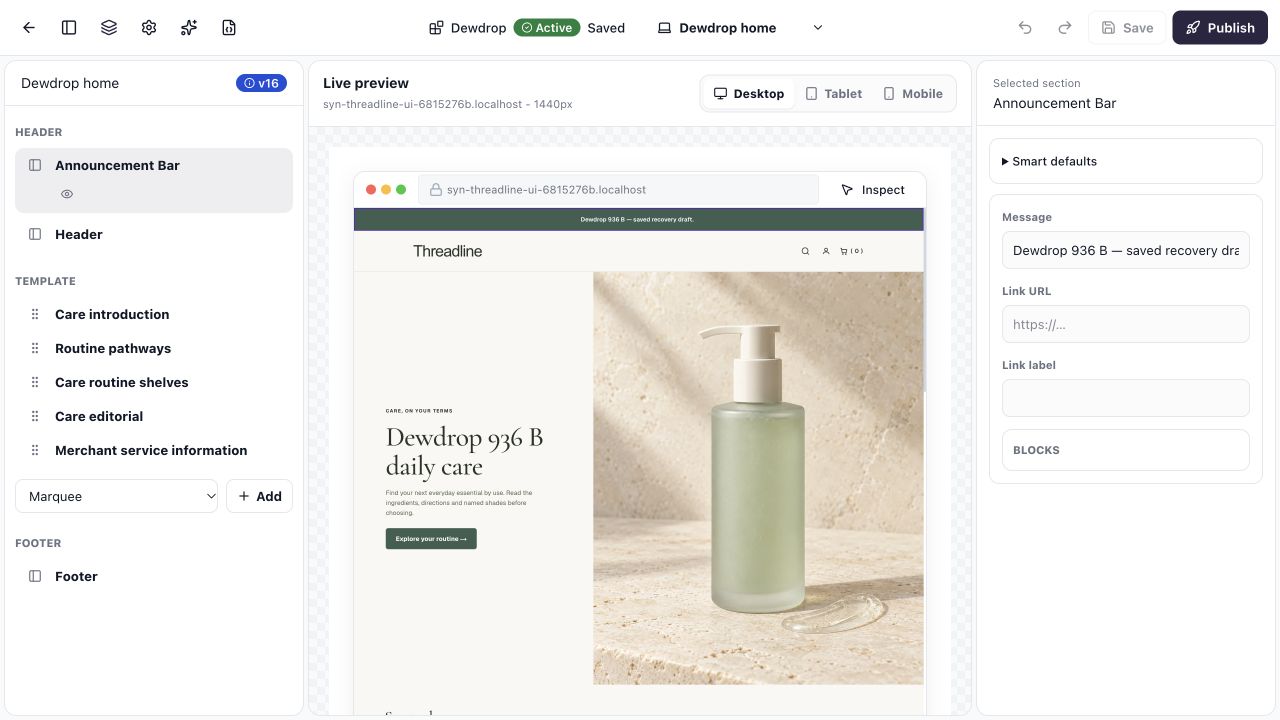 Dewdrop
Active
Saved
Dewdrop home
Save
Publish
Dewdrop home
v16
HEADER
Announcement Bar
Header
TEMPLATE
Care introduction
Routine pathways
Care routine shelves
Care editorial
Merchant service information
Marquee
Add
FOOTER
Footer
Live preview
syn-threadline-ui-6815276b.localhost - 1440px
Desktop
Tablet
Mobile
syn-threadline-ui-6815276b.localhost
Inspect
Dewdrop 936 B — saved recovery draft.
Threadline
(0)
CARE, ON YOUR TERMS
Dewdrop 936 B
daily care
Find your next everyday essential by use. Read the
ingredients, directions and named shades before
choosing.
Explore your routine →
Selected section
Announcement Bar
Smart defaults
Message
Dewdrop 936 B — saved recovery dra
Link URL
https://...
Link label
BLOCKS